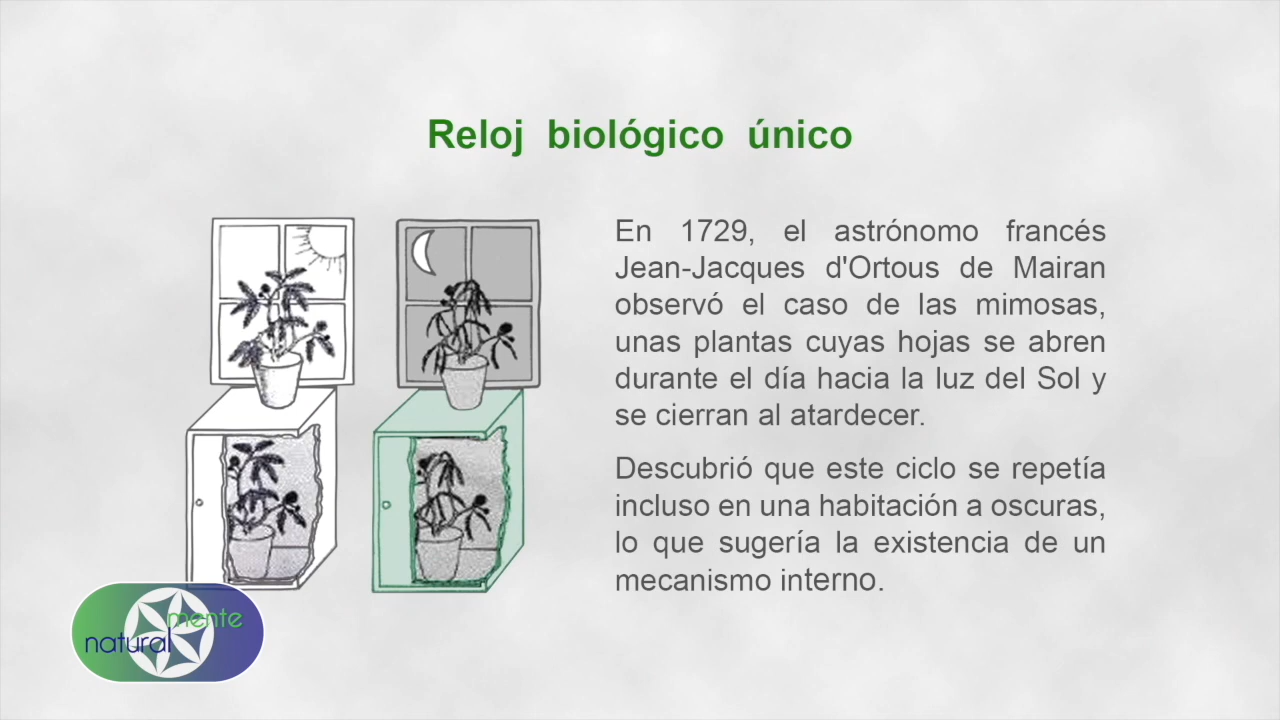 Reloj biológico único
En 1729, el astrónomo francés
Jean-Jacques d'Ortous de Mairan
observó el caso de las mimosas,
unas plantas cuyas hojas se abren
durante el día hacia la luz del Sol y
se cierran al atardecer.
Descubrió que este ciclo se repetía
incluso en una habitación a oscuras,
lo que sugería la existencia de un
mecanismo interno.
natural
mente